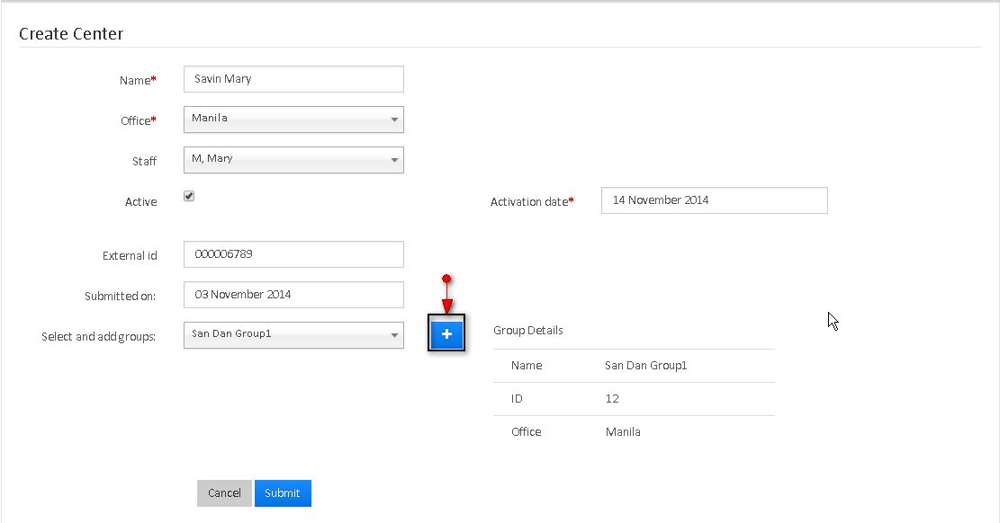 Create Center
Name* Savin Mary
Office* Manila
Staff M, Mary
Active Activation date* 14 November 2014
External id 000006789
Submitted on: 03 November 2014
Select and add groups: San Dan Group1 + Group Details
Name San Dan Group1
ID 12
Office Manila
Cancel Submit